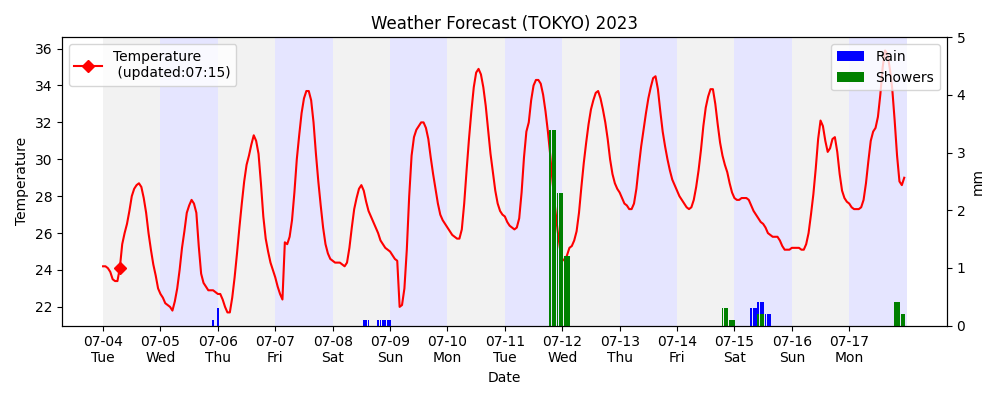 Weather Forecast (TOKYO) 2023
Temperature
(updated:07:15)
Rain
Showers
Temperature
36
34
32
30
28
26
24
22
5
4
3
2
1
0
mm
07-04 07-05 07-06 07-07 07-08 07-09 07-10 07-11 07-12 07-13 07-14 07-15 07-16 07-17
Tue Wed Thu Fri Sat Sun Mon Tue Wed Thu Fri Sat Sun Mon
Date